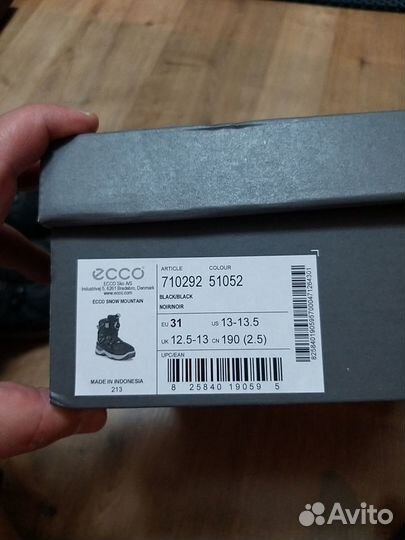 ecco
ECCO Sko A/S
Industrivej 5, 6261 Bredebro, Denmark
www.ecco.com
ECCO SNOW MOUNTAIN
MADE IN INDONESIA
213
ARTICLE COLOUR
710292 51052
BLACK/BLACK
NOIR/NOIR
EU 31 US 13-13.5
UK 12.5-13 CN 190 (2.5)
UPC/EAN
8 25840 19059 5
Avito